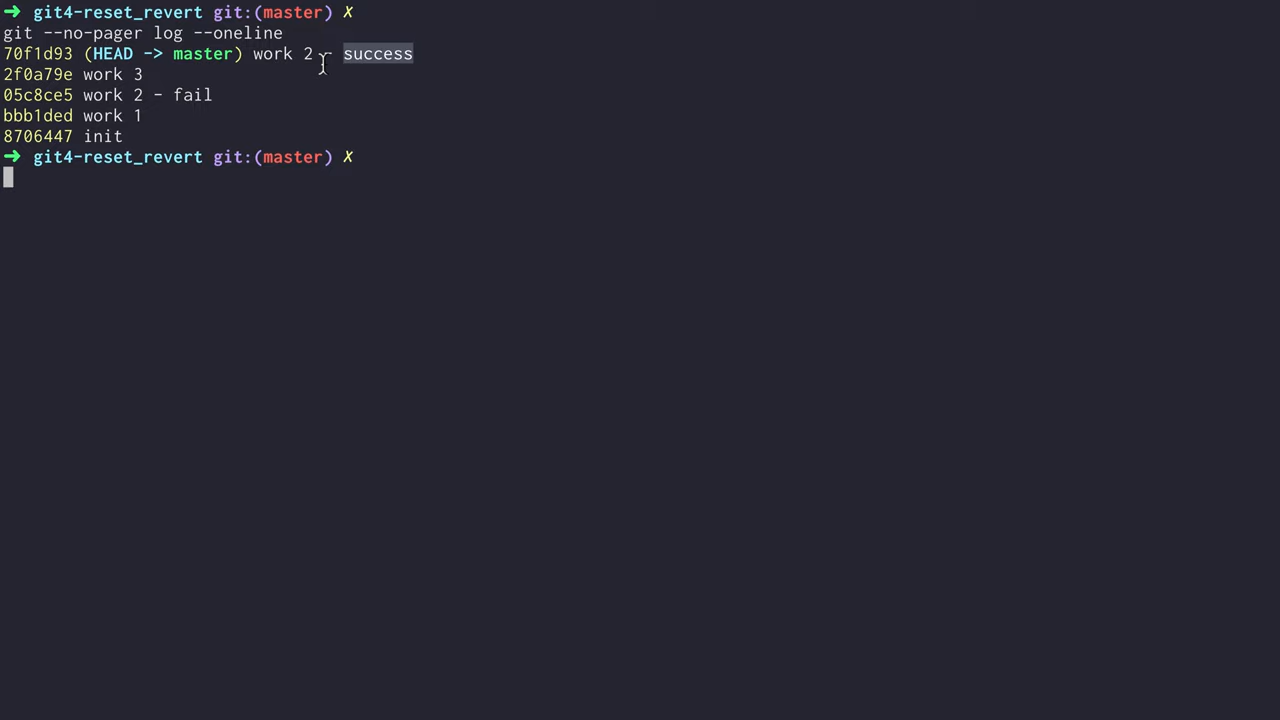 ➜ git4-reset_revert git:(master) ✗
git --no-pager log --oneline
70f1d93 (HEAD -> master) work 2 - success
2f0a79e work 3
05c8ce5 work 2 - fail
bbb1ded work 1
8706447 init
➜ git4-reset_revert git:(master) ✗